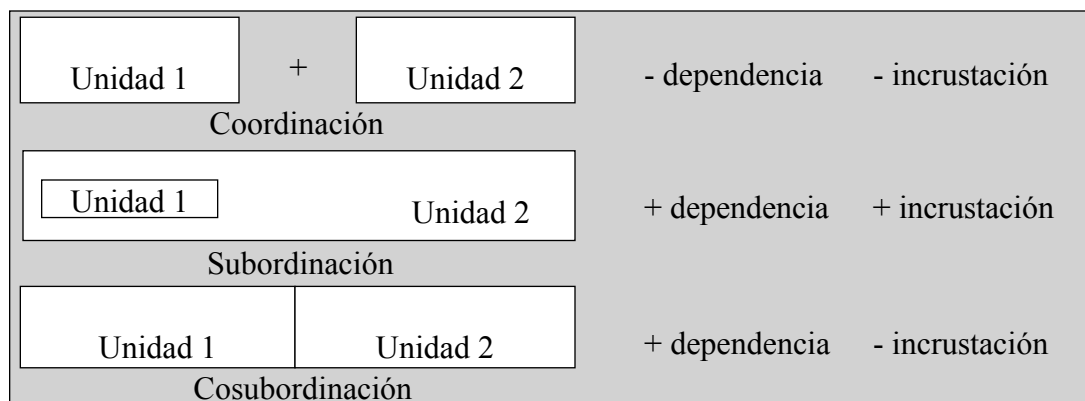 Unidad 1 + Unidad 2 - dependencia - incrustación
Coordinación
Unidad 1 Unidad 2 + dependencia + incrustación
Subordinación
Unidad 1 Unidad 2 + dependencia - incrustación
Cosubordinación